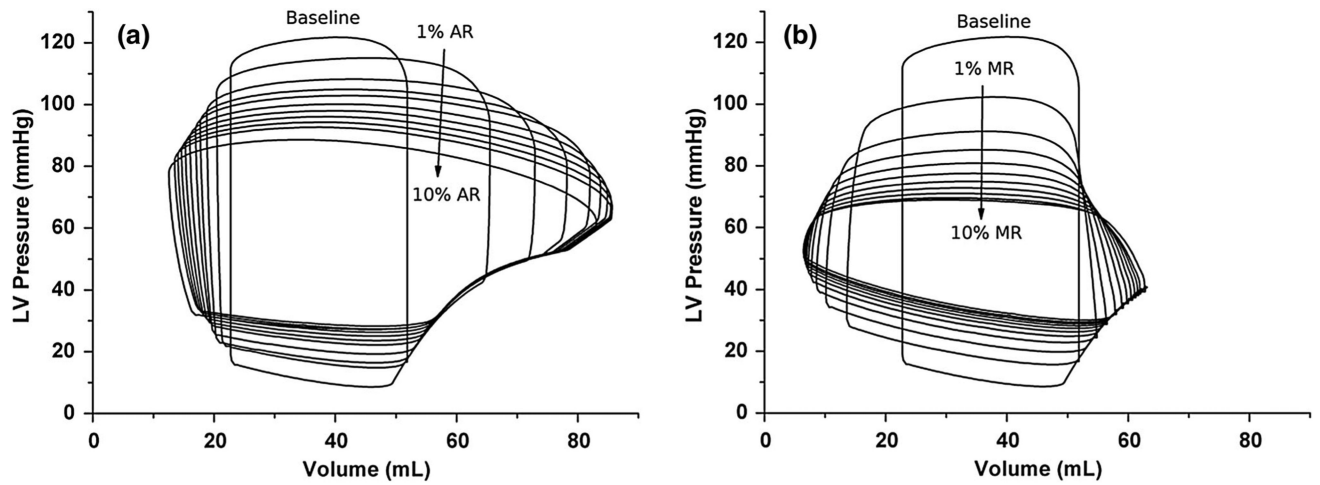 (a)
Baseline
1% AR
10% AR
LV Pressure (mmHg)
120
100
80
60
40
20
0
0 20 40 60 80
Volume (mL)
(b)
Baseline
1% MR
10% MR
LV Pressure (mmHg)
120
100
80
60
40
20
0
0 20 40 60 80
Volume (mL)